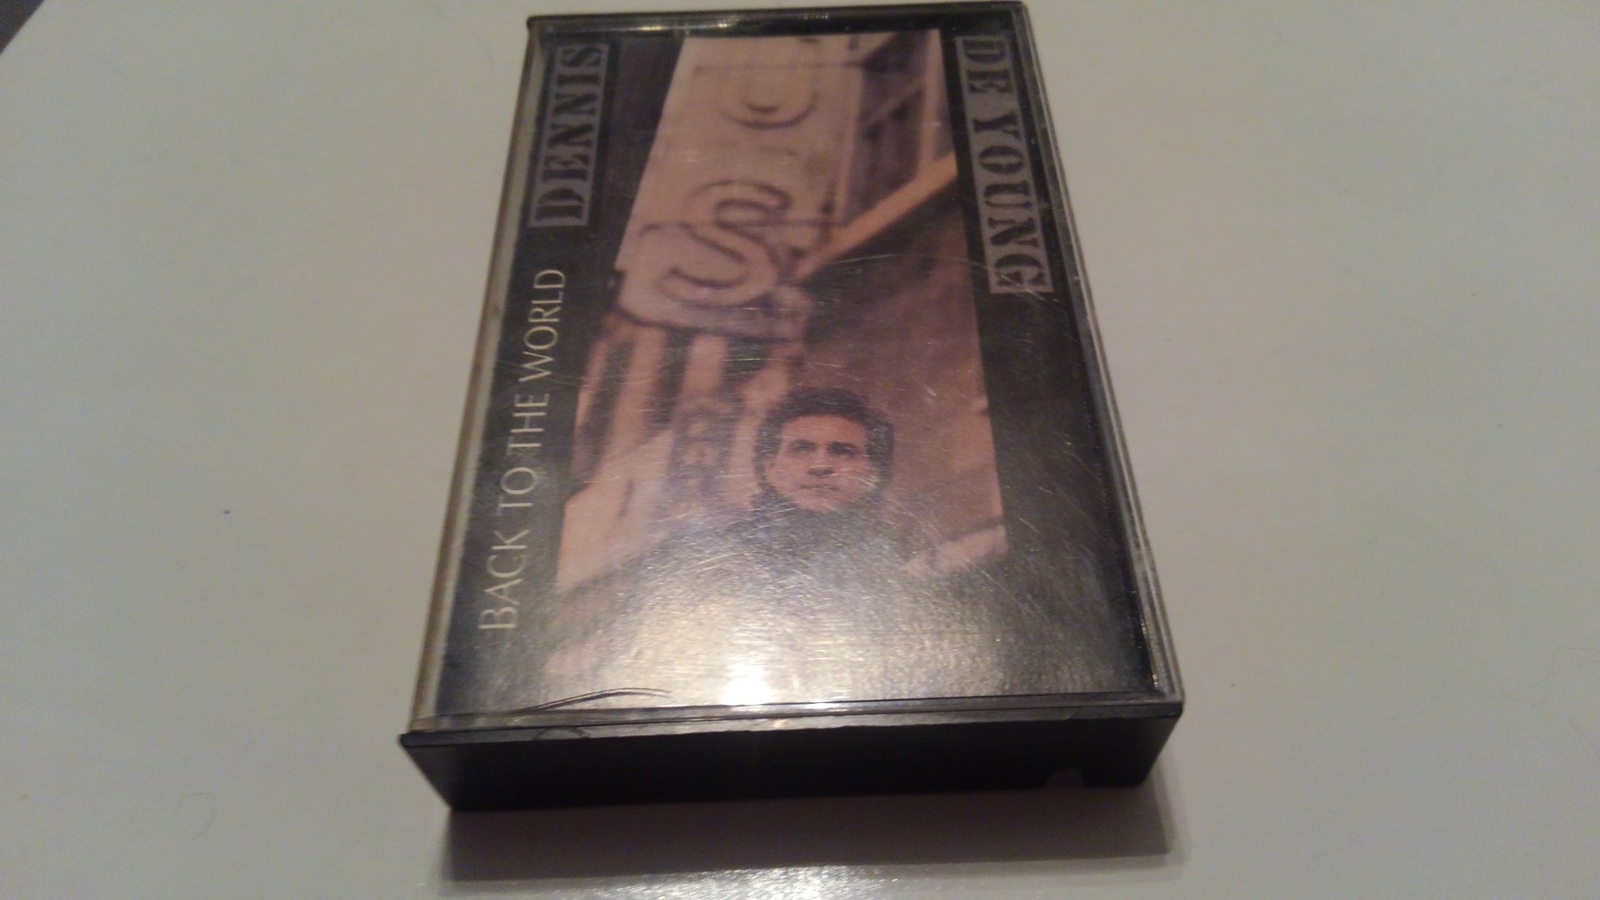 DENNIS
DE YOUNG
BACK TO THE WORLD